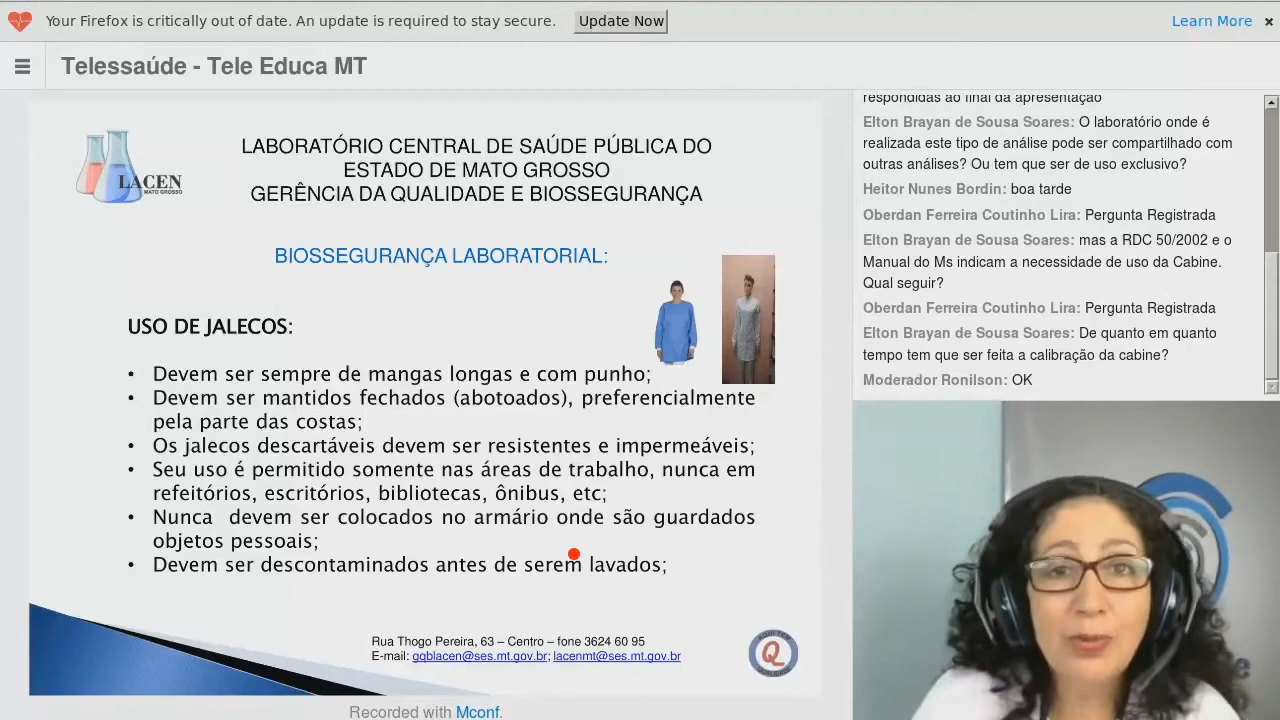 Your Firefox is critically out of date. An update is required to stay secure.
Update Now
Learn More
Telessaúde - Tele Educa MT
LACEN
MATO GROSSO
LABORATÓRIO CENTRAL DE SAÚDE PÚBLICA DO
ESTADO DE MATO GROSSO
GERÊNCIA DA QUALIDADE E BIOSSEGURANÇA
BIOSSEGURANÇA LABORATORIAL:
USO DE JALECOS:
• Devem ser sempre de mangas longas e com punho;
• Devem ser mantidos fechados (abotoados), preferencialmente
pela parte das costas;
• Os jalecos descartáveis devem ser resistentes e impermeáveis;
• Seu uso é permitido somente nas áreas de trabalho, nunca em
refeitórios, escritórios, bibliotecas, ônibus, etc;
• Nunca devem ser colocados no armário onde são guardados
objetos pessoais;
• Devem ser descontaminados antes de serem lavados;
Rua Thogo Pereira, 63 – Centro – fone 3624 60 95
E-mail: gqblacen@ses.mt.gov.br; lacenmt@ses.mt.gov.br
AQUI TEM
Q
QUALIDADE
Recorded with Mconf.
respondidas ao final da apresentação
Elton Brayan de Sousa Soares: O laboratório onde é
realizada este tipo de análise pode ser compartilhado com
outras análises? Ou tem que ser de uso exclusivo?
Heitor Nunes Bordin: boa tarde
Oberdan Ferreira Coutinho Lira: Pergunta Registrada
Elton Brayan de Sousa Soares: mas a RDC 50/2002 e o
Manual do Ms indicam a necessidade de uso da Cabine.
Qual seguir?
Oberdan Ferreira Coutinho Lira: Pergunta Registrada
Elton Brayan de Sousa Soares: De quanto em quanto
tempo tem que ser feita a calibração da cabine?
Moderador Ronilson: OK